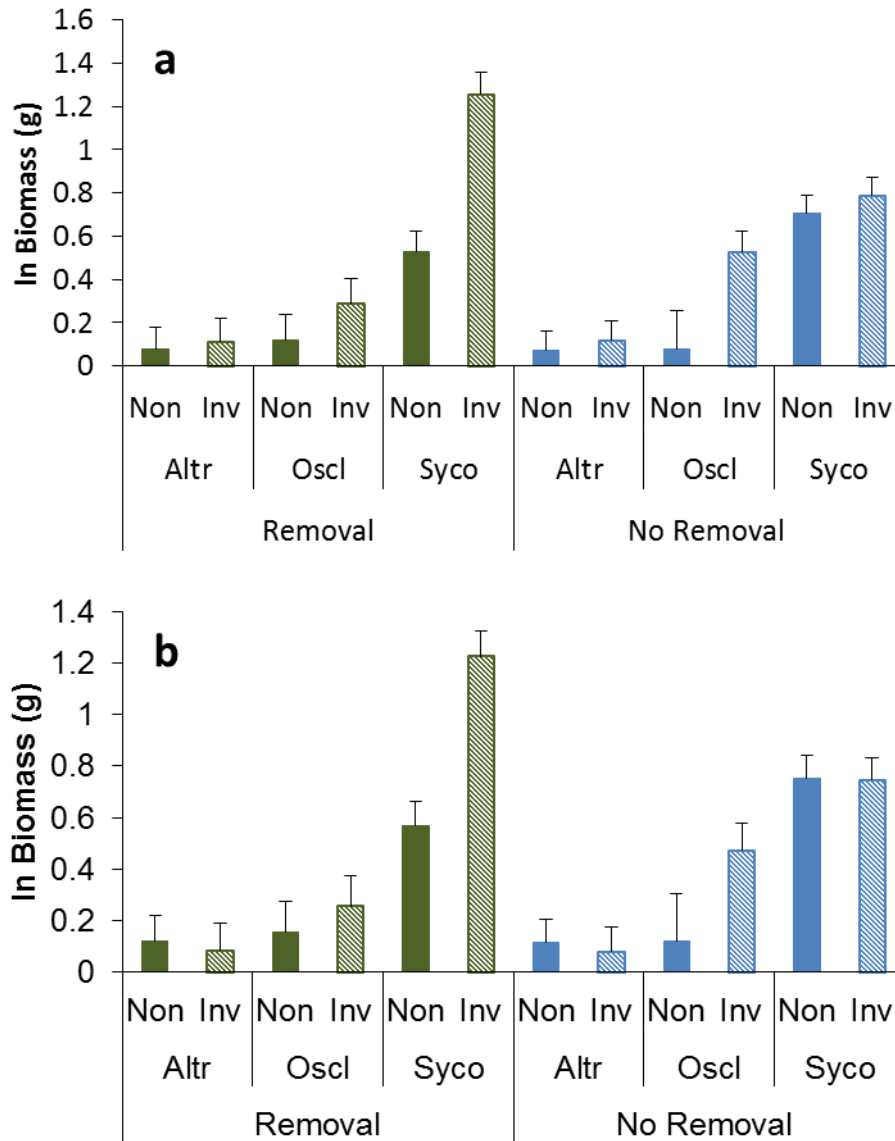 a
ln Biomass (g)
1.6
1.4
1.2
1
0.8
0.6
0.4
0.2
0
Non Inv Non Inv Non Inv Non Inv Non Inv Non Inv
Altr Oscl Syco Altr Oscl Syco
Removal No Removal
b
ln Biomass (g)
1.4
1.2
1
0.8
0.6
0.4
0.2
0
Non Inv Non Inv Non Inv Non Inv Non Inv Non Inv
Altr Oscl Syco Altr Oscl Syco
Removal No Removal